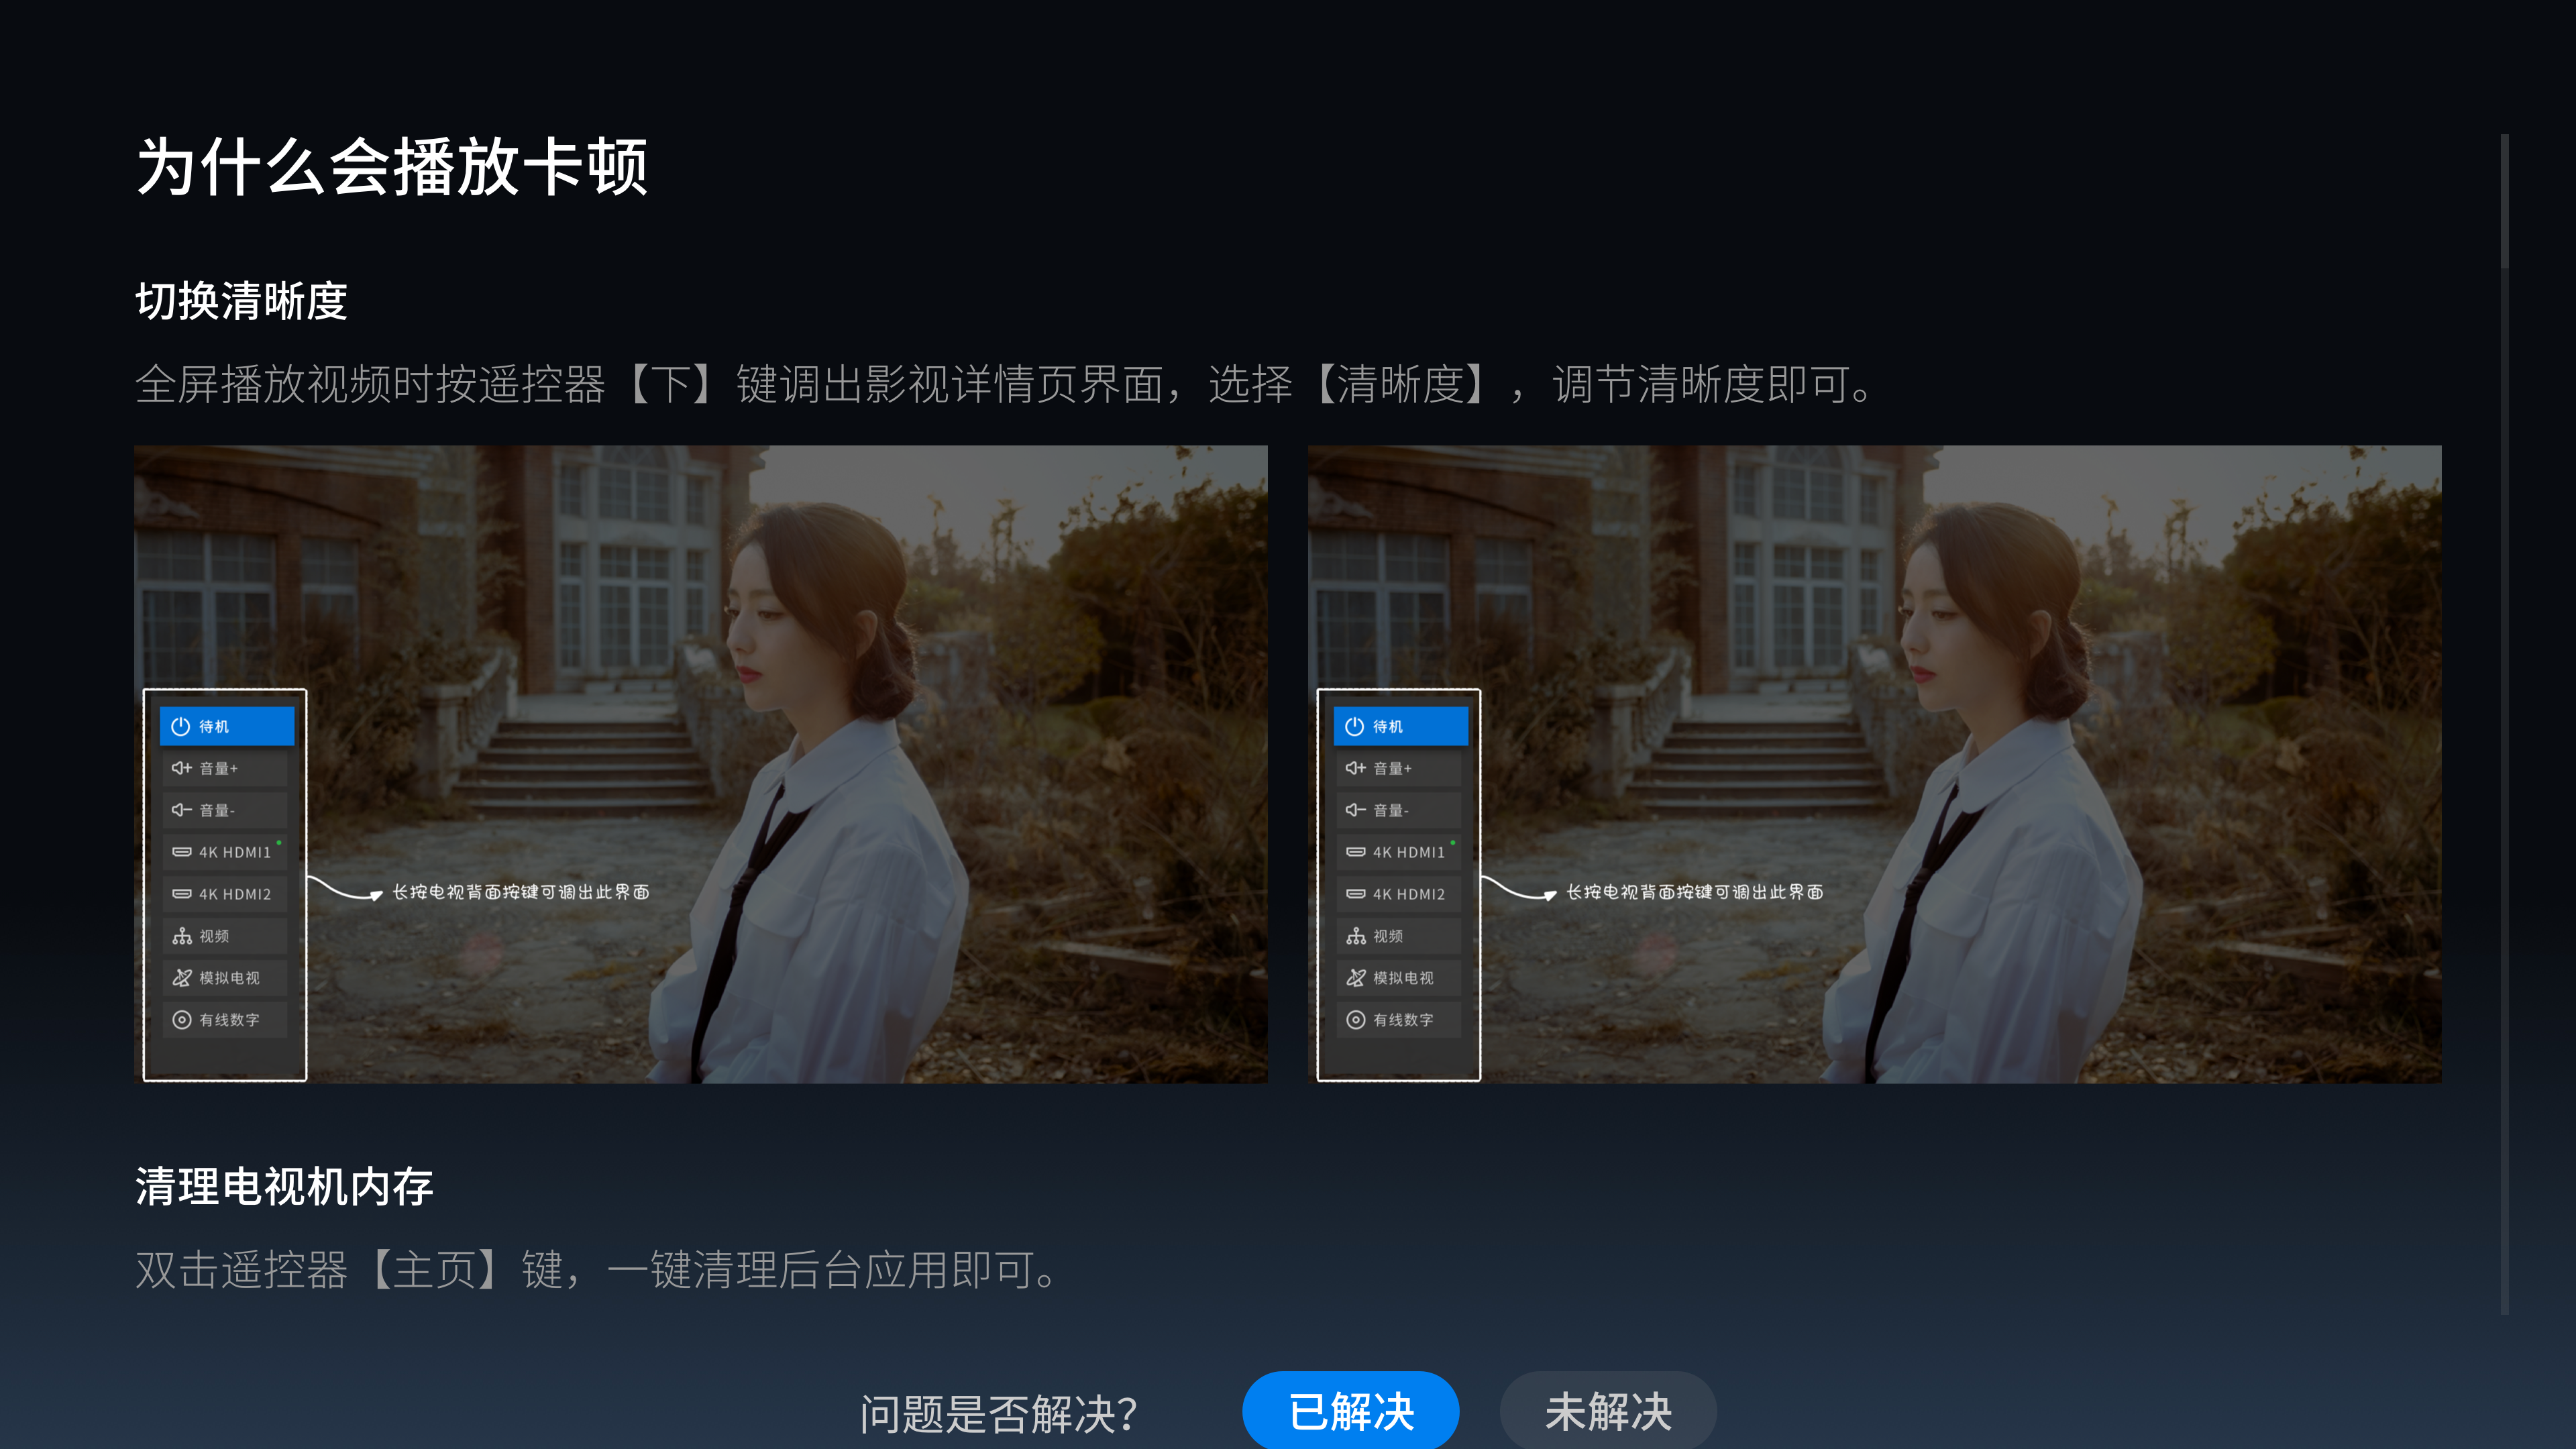 为什么会播放卡顿
切换清晰度
全屏播放视频时按遥控器【下】键调出影视详情页界面，选择【清晰度】，调节清晰度即可。
待机
音量+
音量-
4K HDMI1
4K HDMI2
视频
模拟电视
有线数字
长按电视背面按键可调出此界面
待机
音量+
音量-
4K HDMI1
4K HDMI2
视频
模拟电视
有线数字
长按电视背面按键可调出此界面
清理电视机内存
双击遥控器【主页】键，一键清理后台应用即可。
问题是否解决？ 已解决 未解决